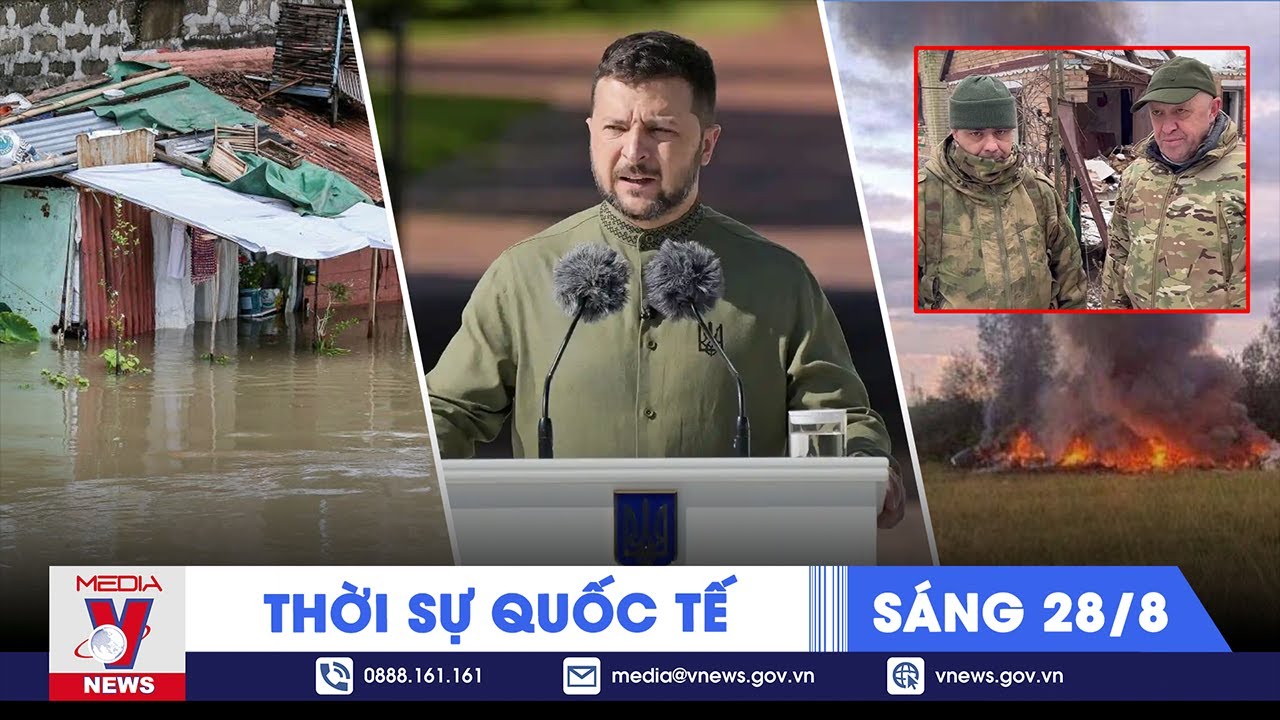 MEDIA
V
NEWS
THỜI SỰ QUỐC TẾ
SÁNG 28/8
0888.161.161
media@vnews.gov.vn
vnews.gov.vn